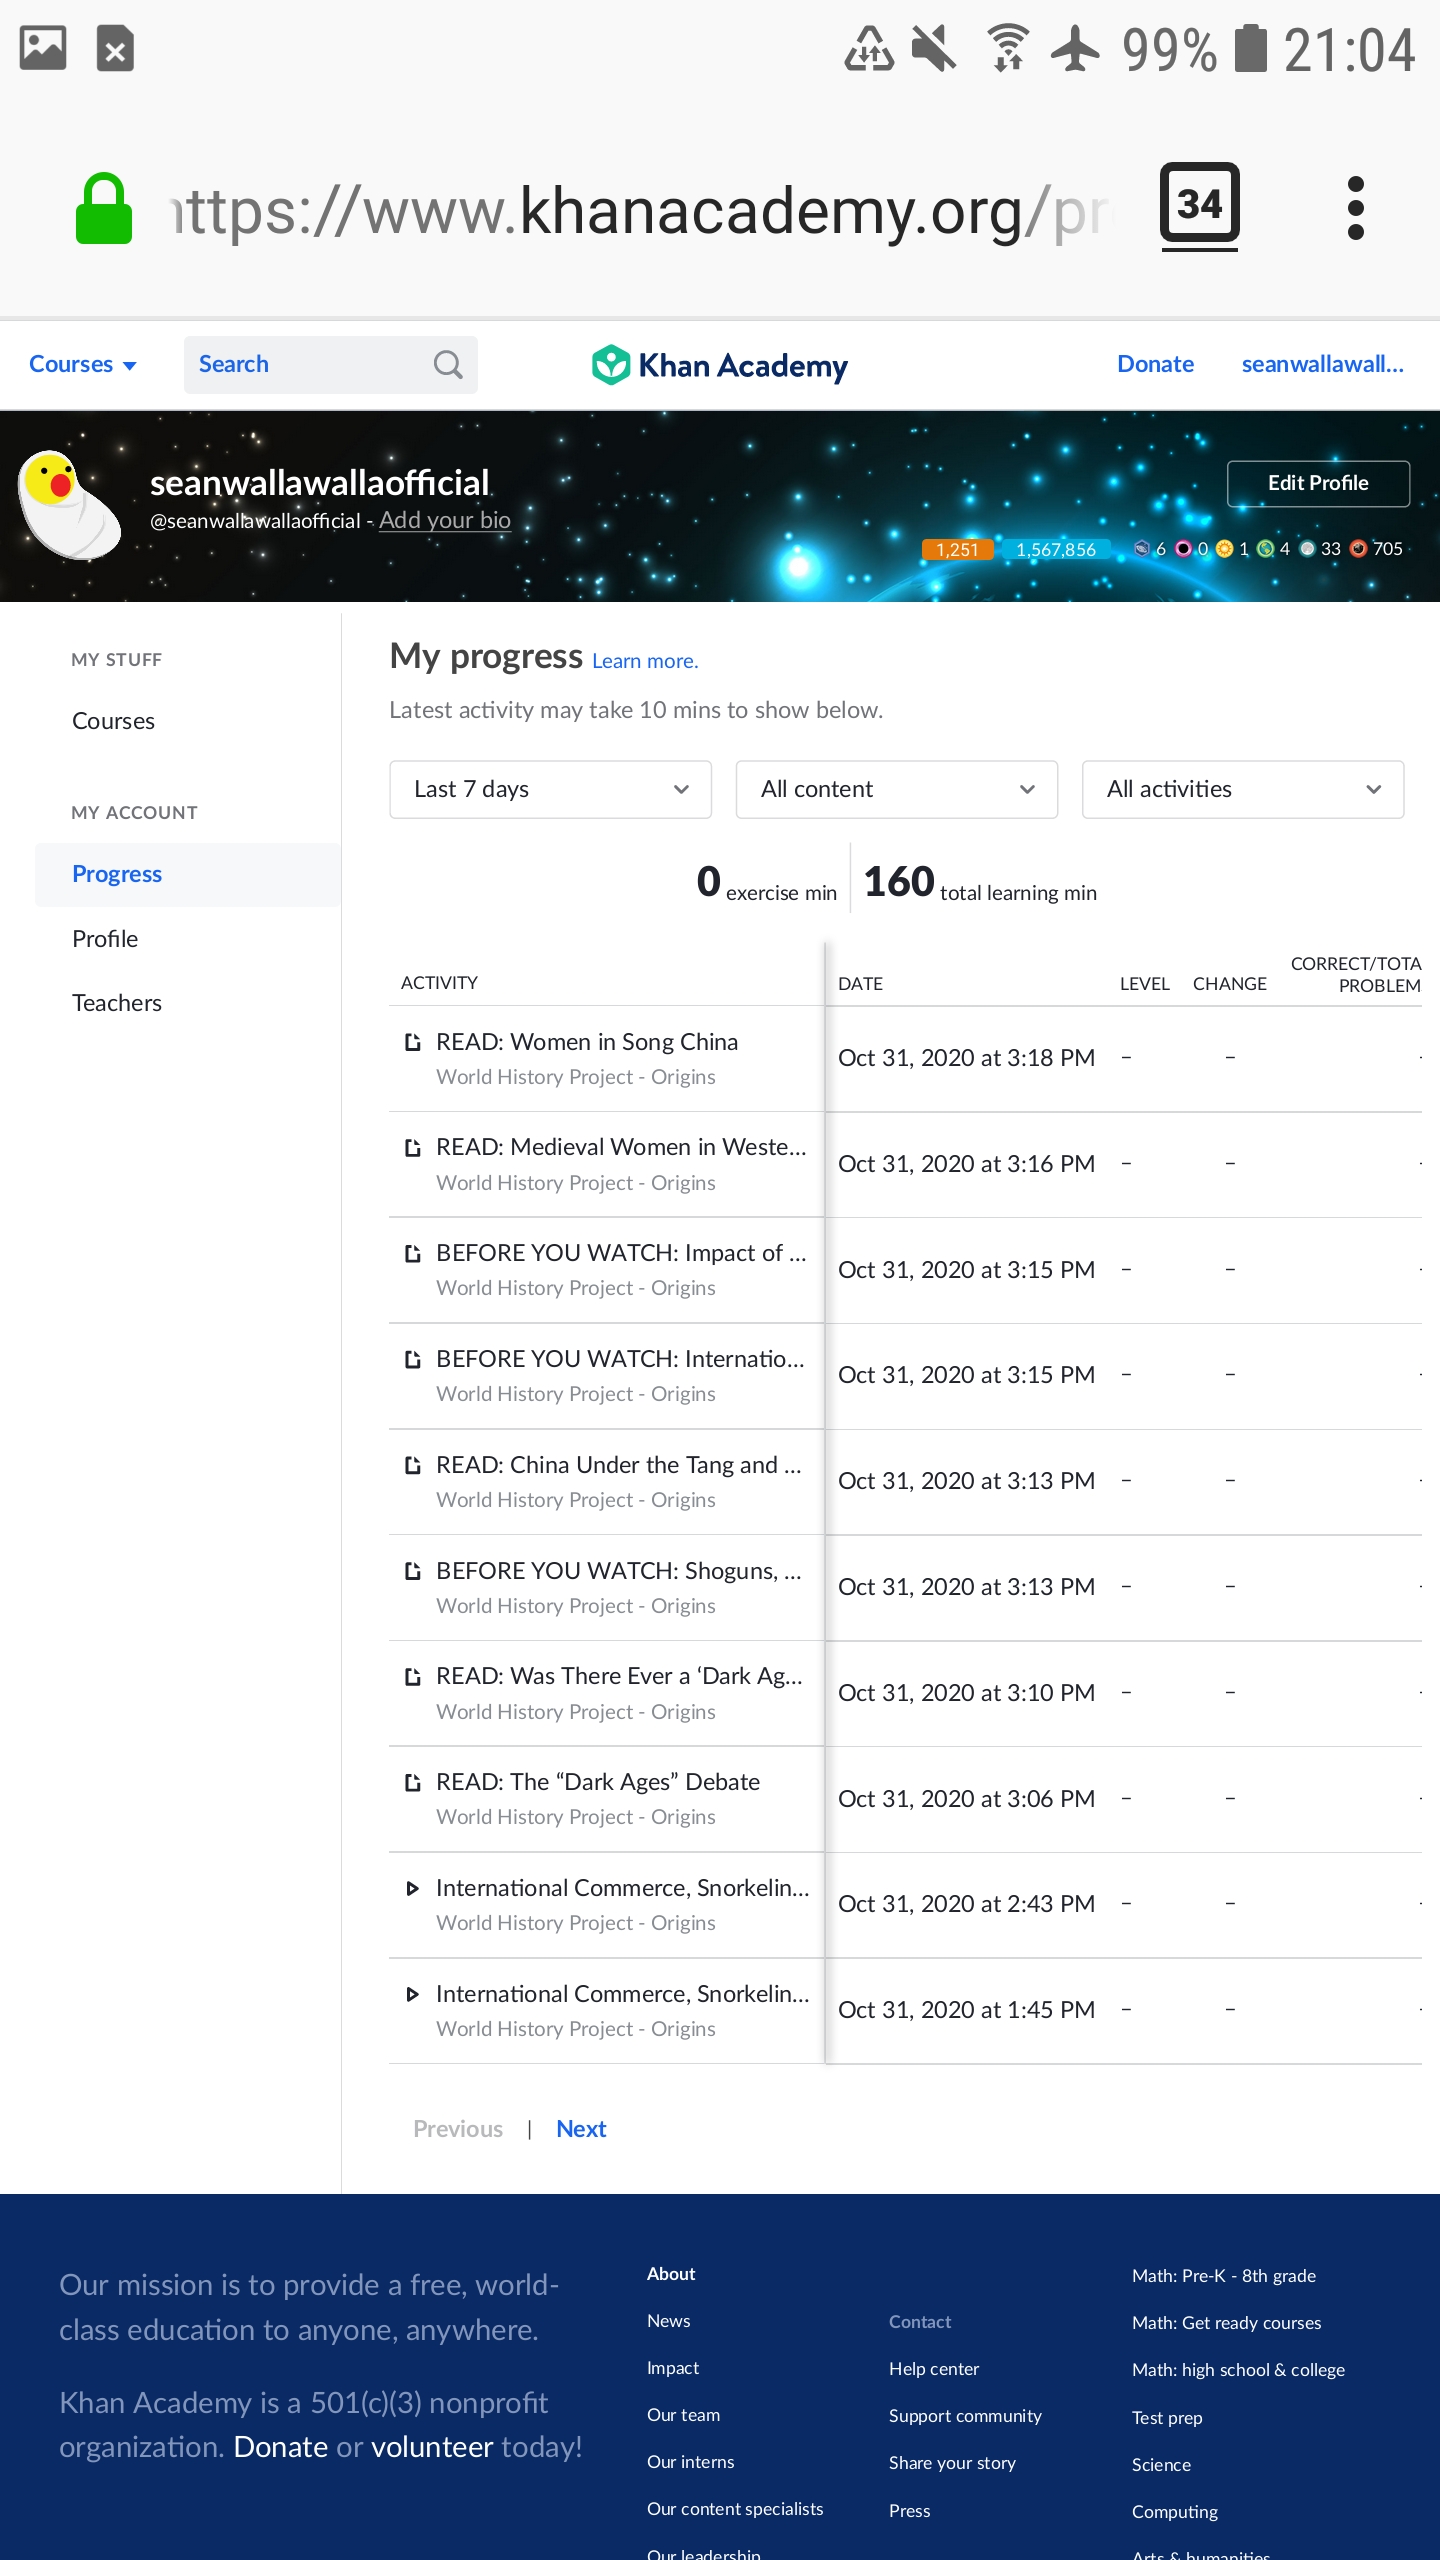 99% 21:04
https://www.khanacademy.org/pr
34
Courses
Search
Khan Academy
Donate
seanwallawall...
seanwallawallaofficial
@seanwallawallaofficial - Add your bio
Edit Profile
1,251
1,567,856
6 0 1 4 33 705
MY STUFF
Courses
MY ACCOUNT
Progress
Profile
Teachers
My progress Learn more.
Latest activity may take 10 mins to show below.
Last 7 days
All content
All activities
0 exercise min
160 total learning min
ACTIVITY
DATE
LEVEL
CHANGE
CORRECT/TOTA
PROBLEM
READ: Women in Song China
World History Project - Origins
Oct 31, 2020 at 3:18 PM – –
READ: Medieval Women in Weste...
World History Project - Origins
Oct 31, 2020 at 3:16 PM – –
BEFORE YOU WATCH: Impact of ...
World History Project - Origins
Oct 31, 2020 at 3:15 PM – –
BEFORE YOU WATCH: Internatio...
World History Project - Origins
Oct 31, 2020 at 3:15 PM – –
READ: China Under the Tang and ...
World History Project - Origins
Oct 31, 2020 at 3:13 PM – –
BEFORE YOU WATCH: Shoguns, ...
World History Project - Origins
Oct 31, 2020 at 3:13 PM – –
READ: Was There Ever a ‘Dark Ag...
World History Project - Origins
Oct 31, 2020 at 3:10 PM – –
READ: The “Dark Ages” Debate
World History Project - Origins
Oct 31, 2020 at 3:06 PM – –
International Commerce, Snorkelin...
World History Project - Origins
Oct 31, 2020 at 2:43 PM – –
International Commerce, Snorkelin...
World History Project - Origins
Oct 31, 2020 at 1:45 PM – –
Previous | Next
Our mission is to provide a free, world-
class education to anyone, anywhere.
Khan Academy is a 501(c)(3) nonprofit
organization. Donate or volunteer today!
About
News
Impact
Our team
Our interns
Our content specialists
Our leadership
Contact
Help center
Support community
Share your story
Press
Math: Pre-K - 8th grade
Math: Get ready courses
Math: high school & college
Test prep
Science
Computing
Arts & humanities